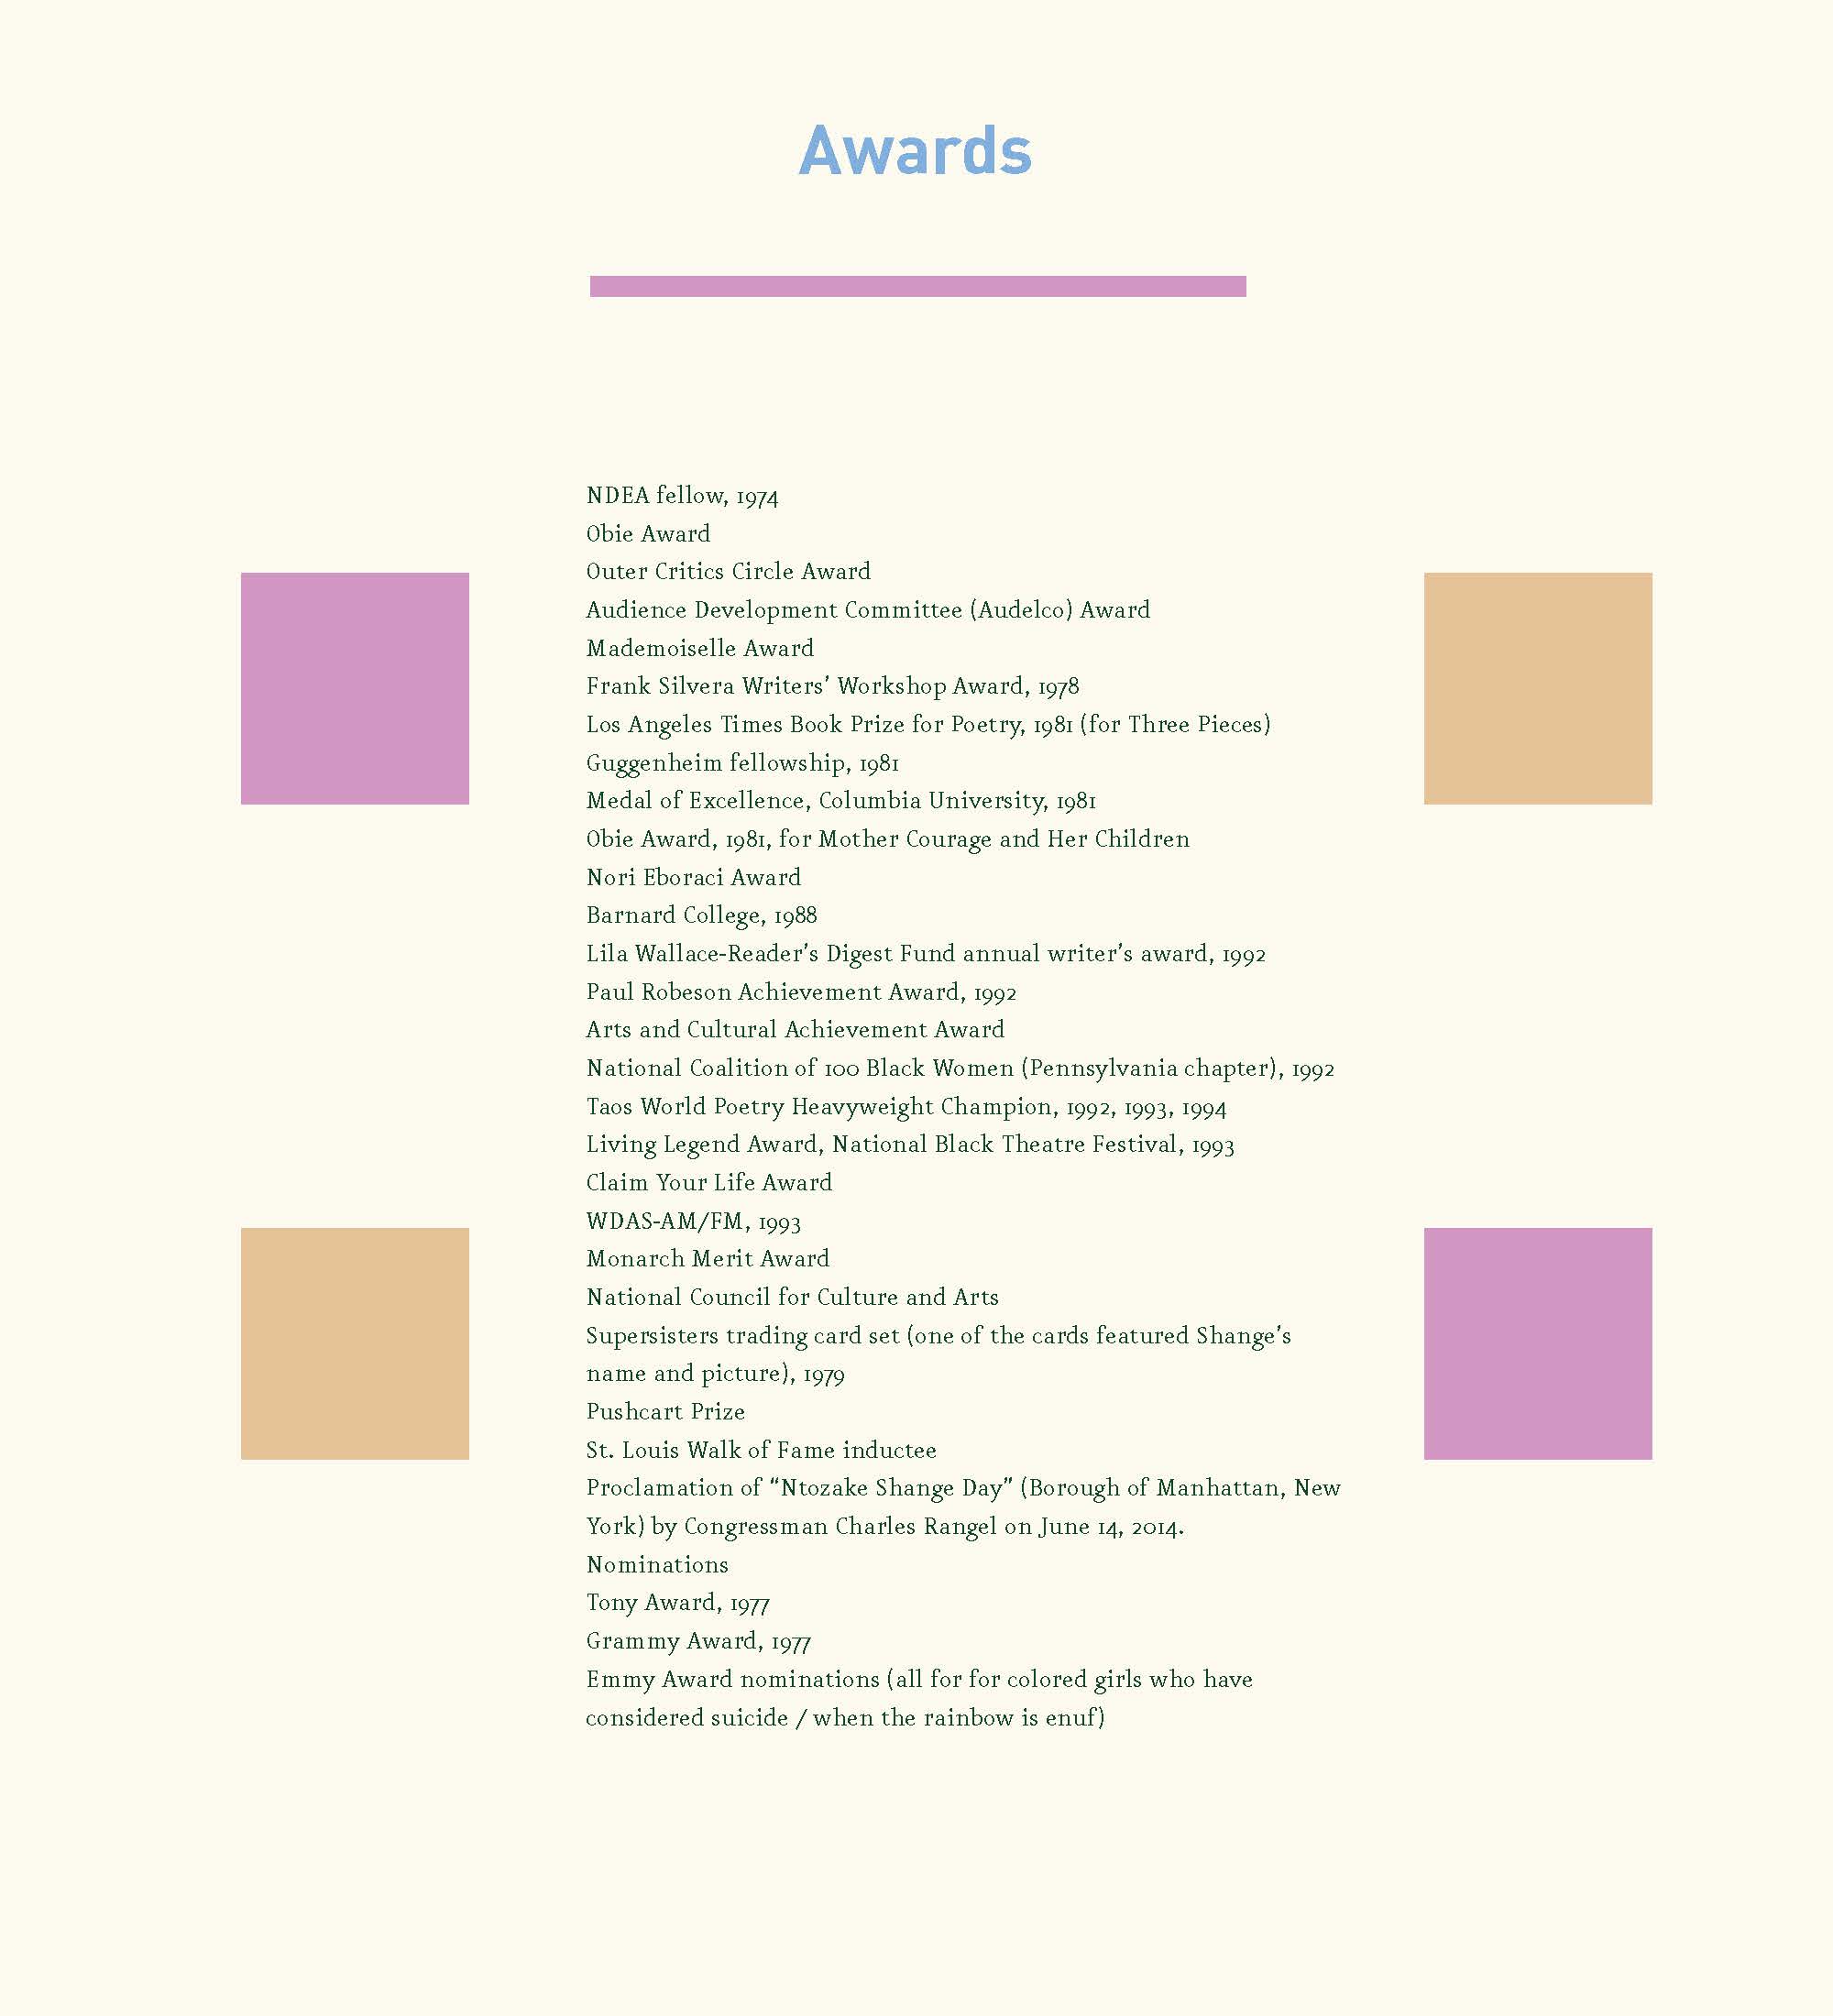 Awards
NDEA fellow, 1974
Obie Award
Outer Critics Circle Award
Audience Development Committee (Audelco) Award
Mademoiselle Award
Frank Silvera Writers’ Workshop Award, 1978
Los Angeles Times Book Prize for Poetry, 1981 (for Three Pieces)
Guggenheim fellowship, 1981
Medal of Excellence, Columbia University, 1981
Obie Award, 1981, for Mother Courage and Her Children
Nori Eboraci Award
Barnard College, 1988
Lila Wallace-Reader’s Digest Fund annual writer’s award, 1992
Paul Robeson Achievement Award, 1992
Arts and Cultural Achievement Award
National Coalition of 100 Black Women (Pennsylvania chapter), 1992
Taos World Poetry Heavyweight Champion, 1992, 1993, 1994
Living Legend Award, National Black Theatre Festival, 1993
Claim Your Life Award
WDAS-AM/FM, 1993
Monarch Merit Award
National Council for Culture and Arts
Supersisters trading card set (one of the cards featured Shange’s
name and picture), 1979
Pushcart Prize
St. Louis Walk of Fame inductee
Proclamation of “Ntozake Shange Day” (Borough of Manhattan, New
York) by Congressman Charles Rangel on June 14, 2014.
Nominations
Tony Award, 1977
Grammy Award, 1977
Emmy Award nominations (all for for colored girls who have
considered suicide / when the rainbow is enuf)